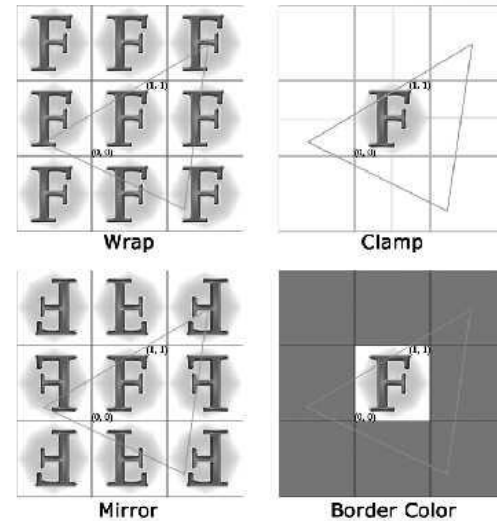 F F F
(1, 1)
F F F
(0, 0)
F F F
Wrap
(1, 1)
F
(0, 0)
Clamp
F F F
(1, 1)
F F F
(0, 0)
F F F
Mirror
(1, 1)
F
(0, 0)
Border Color